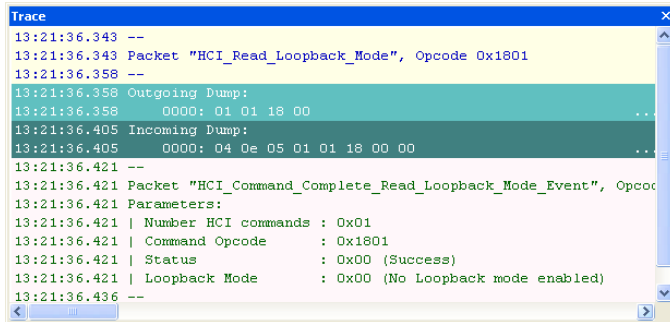 Trace
13:21:36.343 --
13:21:36.343 Packet "HCI_Read_Loopback_Mode", Opcode 0x1801
13:21:36.358 --
13:21:36.358 Outgoing Dump:
13:21:36.358     0000: 01 01 18 00 ...
13:21:36.405 Incoming Dump:
13:21:36.405     0000: 04 0e 05 01 01 18 00 00 ...
13:21:36.421 --
13:21:36.421 Packet "HCI_Command_Complete_Read_Loopback_Mode_Event", Opcod
13:21:36.421 Parameters:
13:21:36.421 | Number HCI commands : 0x01
13:21:36.421 | Command Opcode      : 0x1801
13:21:36.421 | Status              : 0x00 (Success)
13:21:36.421 | Loopback Mode       : 0x00 (No Loopback mode enabled)
13:21:36.436 --